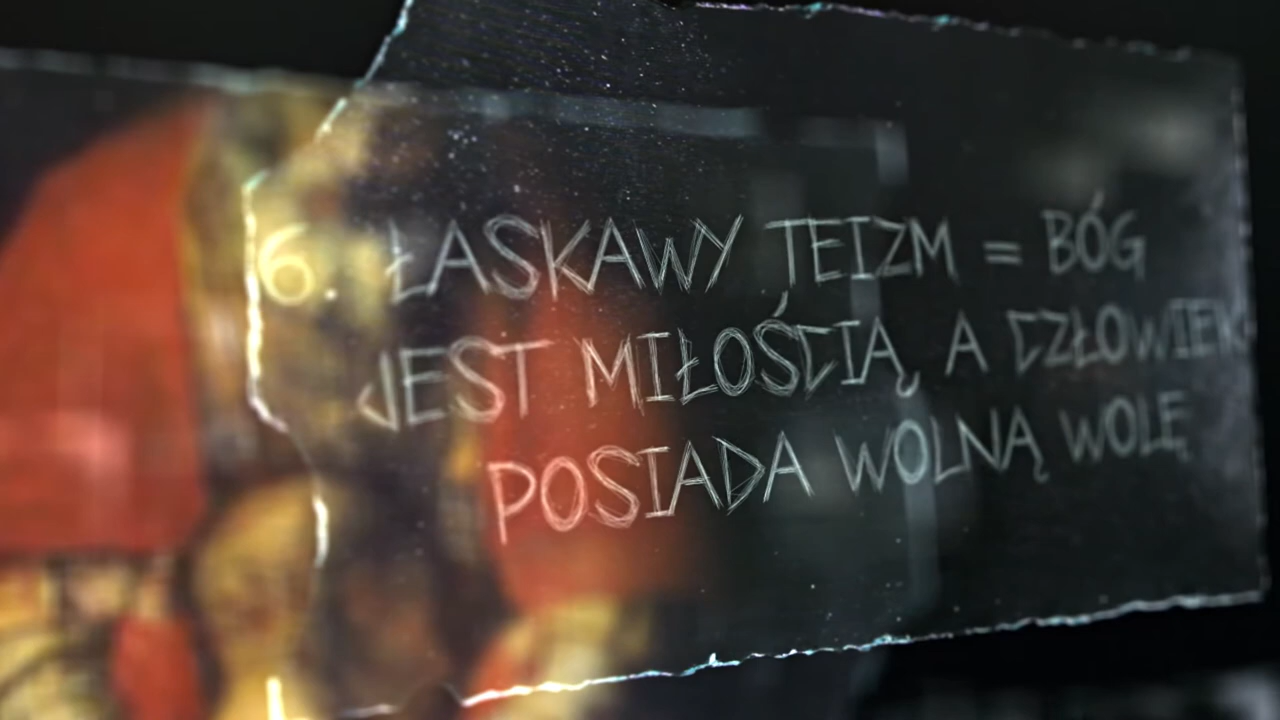 6. ŁASKAWY TEIZM = BÓG
JEST MIŁOŚCIĄ A CZŁOWIEK
POSIADA WOLNĄ WOLĘ